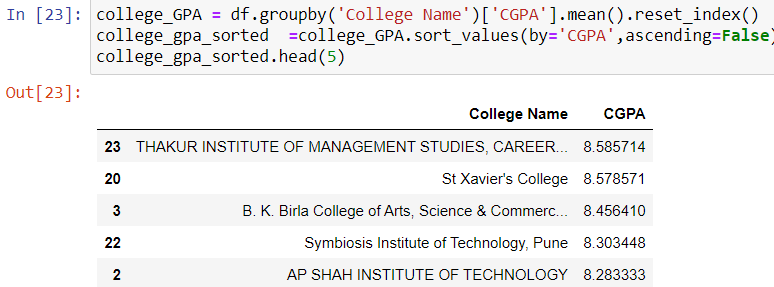 In [23]: college_GPA = df.groupby('College Name')['CGPA'].mean().reset_index()
college_gpa_sorted  =college_GPA.sort_values(by='CGPA',ascending=False)
college_gpa_sorted.head(5)
Out[23]:
College Name CGPA
23 THAKUR INSTITUTE OF MANAGEMENT STUDIES, CAREER... 8.585714
20 St Xavier's College 8.578571
3 B. K. Birla College of Arts, Science & Commerc... 8.456410
22 Symbiosis Institute of Technology, Pune 8.303448
2 AP SHAH INSTITUTE OF TECHNOLOGY 8.283333